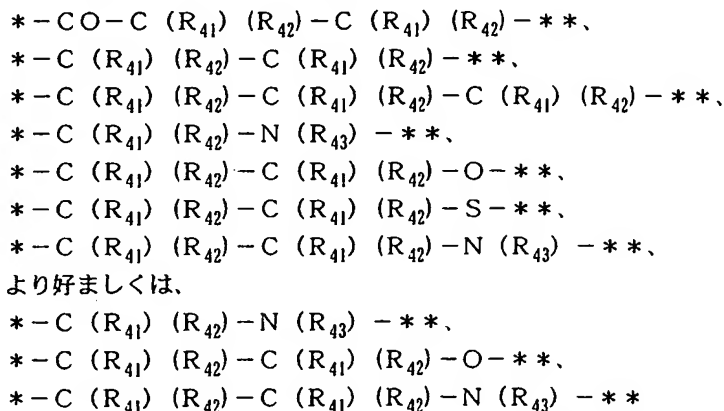 *－CO－C (R₄₁) (R₄₂)－C (R₄₁) (R₄₂)－**、
*－C (R₄₁) (R₄₂)－C (R₄₁) (R₄₂)－**、
*－C (R₄₁) (R₄₂)－C (R₄₁) (R₄₂)－C (R₄₁) (R₄₂)－**、
*－C (R₄₁) (R₄₂)－N (R₄₃) －**、
*－C (R₄₁) (R₄₂)－C (R₄₁) (R₄₂)－O－**、
*－C (R₄₁) (R₄₂)－C (R₄₁) (R₄₂)－S－**、
*－C (R₄₁) (R₄₂)－C (R₄₁) (R₄₂)－N (R₄₃) －**、
より好ましくは、
*－C (R₄₁) (R₄₂)－N (R₄₃) －**、
*－C (R₄₁) (R₄₂)－C (R₄₁) (R₄₂)－O－**、
*－C (R₄₁) (R₄₂)－C (R₄₁) (R₄₂)－N (R₄₃) －**